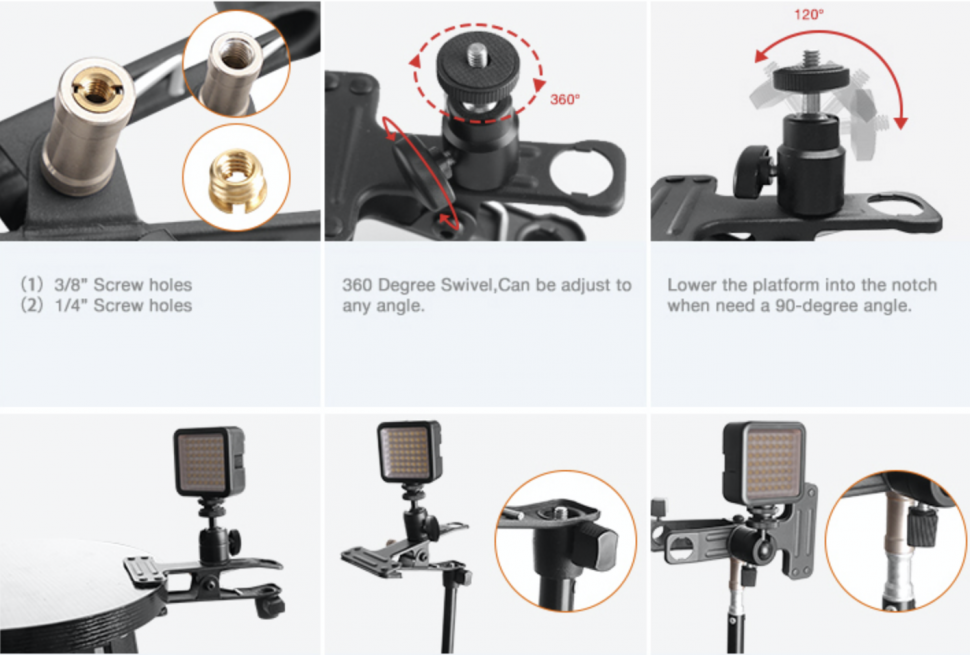 360°
120°
(1) 3/8" Screw holes
(2) 1/4" Screw holes
360 Degree Swivel,Can be adjust to
any angle.
Lower the platform into the notch
when need a 90-degree angle.